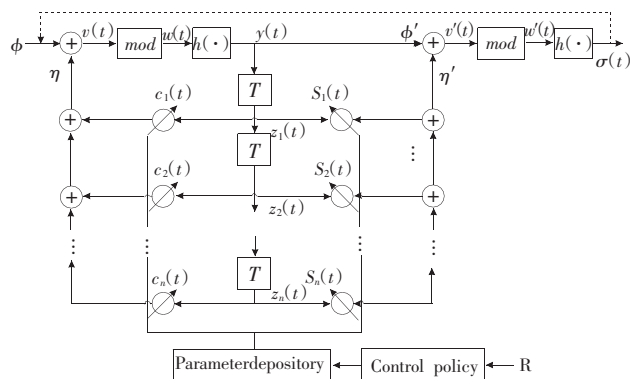 ϕ + v(t) mod w(t) h(·) y(t) ϕ′ + v′(t) mod w′(t) h(·) σ(t)
η T η′
+ c₁(t) S₁(t) +
z₁(t)
T ⋮
+ c₂(t) S₂(t) +
z₂(t)
⋮ ⋮ ⋮ ⋮
cₙ(t) T Sₙ(t)
zₙ(t)
Parameterdepository Control policy R